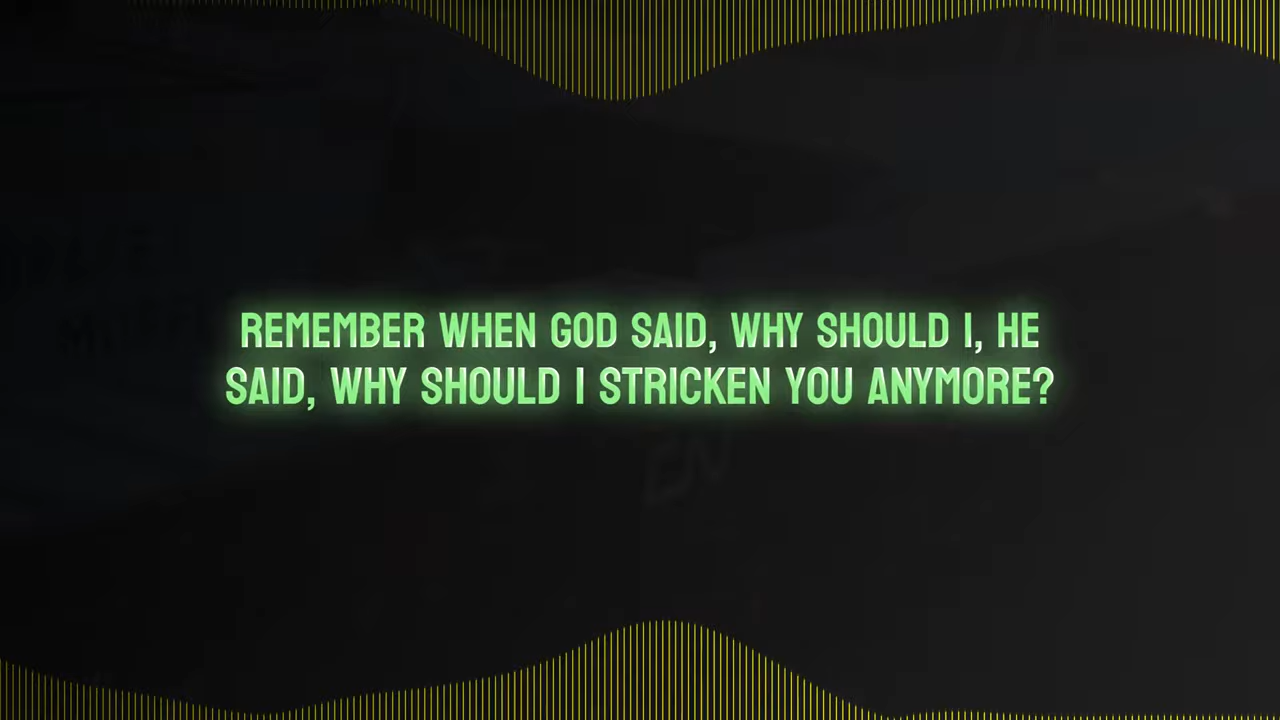 REMEMBER WHEN GOD SAID, WHY SHOULD I, HE
SAID, WHY SHOULD I STRICKEN YOU ANYMORE?